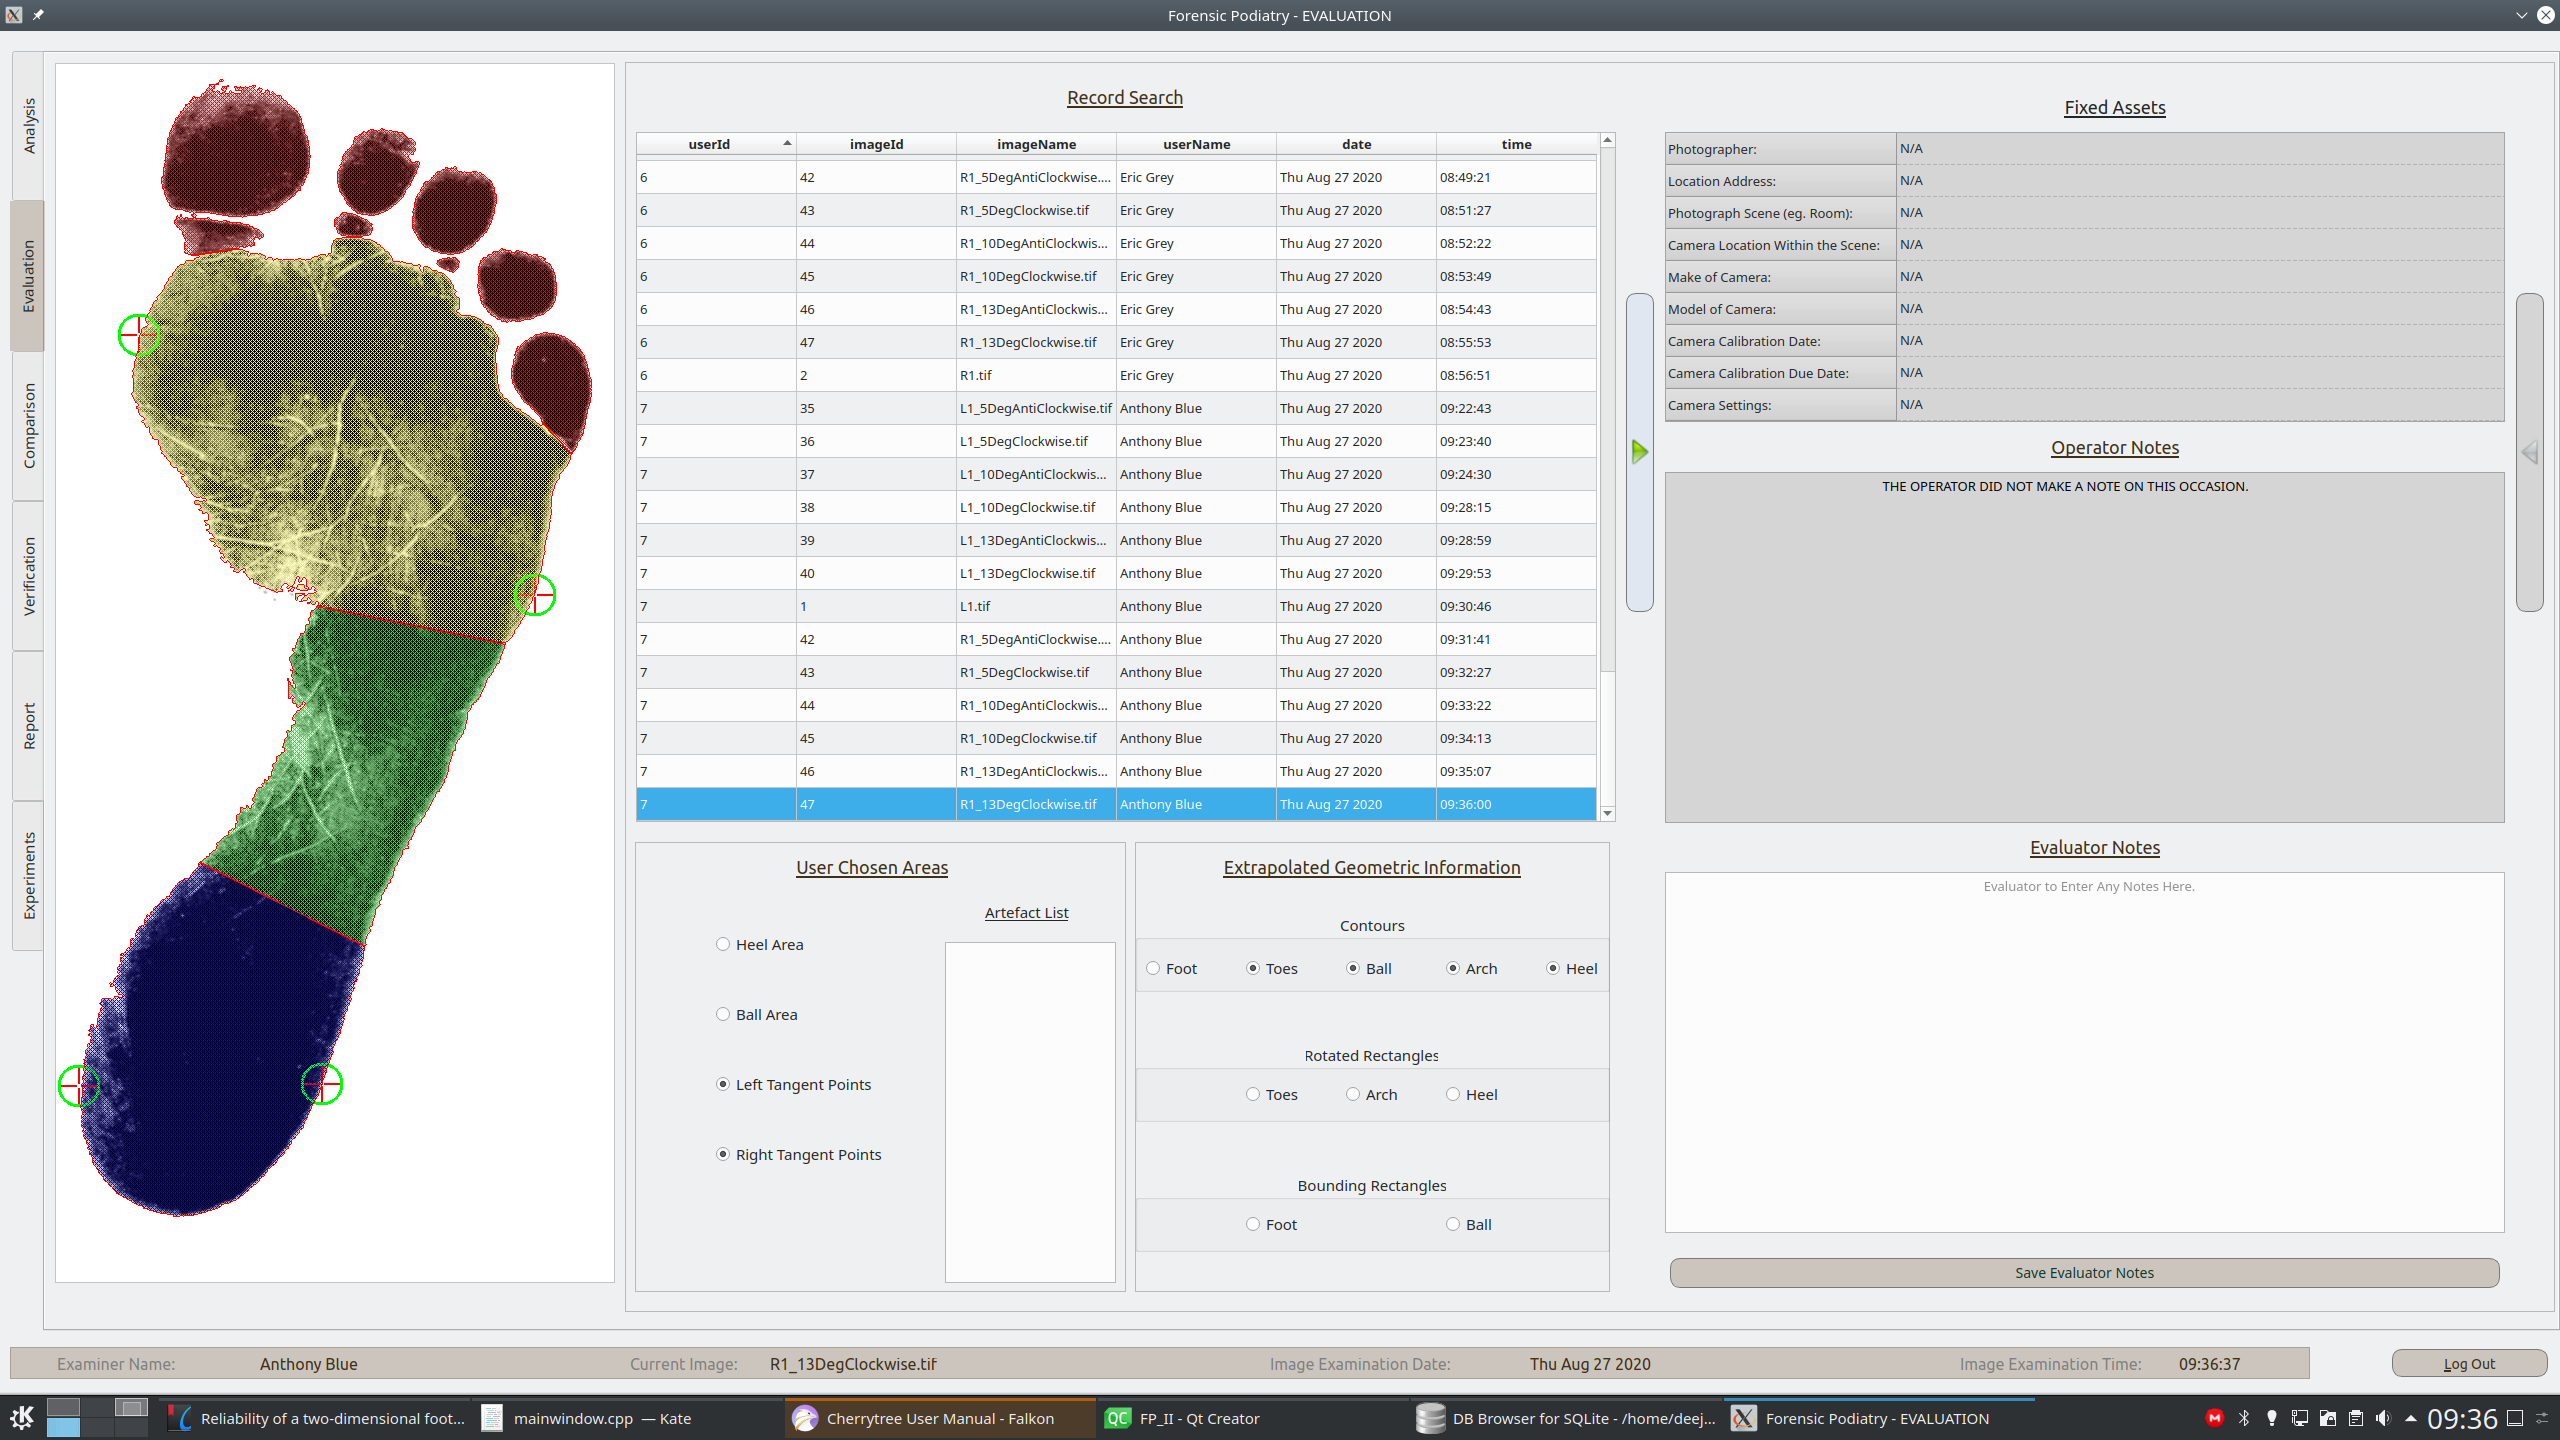 Forensic Podiatry - EVALUATION
Analysis
Evaluation
Comparison
Verification
Report
Experiments
Record Search
userId imageId imageName userName date time
6 42 R1_5DegAntiClockwise.... Eric Grey Thu Aug 27 2020 08:49:21
6 43 R1_5DegClockwise.tif Eric Grey Thu Aug 27 2020 08:51:27
6 44 R1_10DegAntiClockwis... Eric Grey Thu Aug 27 2020 08:52:22
6 45 R1_10DegClockwise.tif Eric Grey Thu Aug 27 2020 08:53:49
6 46 R1_13DegAntiClockwis... Eric Grey Thu Aug 27 2020 08:54:43
6 47 R1_13DegClockwise.tif Eric Grey Thu Aug 27 2020 08:55:53
6 2 R1.tif Eric Grey Thu Aug 27 2020 08:56:51
7 35 L1_5DegAntiClockwise.tif Anthony Blue Thu Aug 27 2020 09:22:43
7 36 L1_5DegClockwise.tif Anthony Blue Thu Aug 27 2020 09:23:40
7 37 L1_10DegAntiClockwis... Anthony Blue Thu Aug 27 2020 09:24:30
7 38 L1_10DegClockwise.tif Anthony Blue Thu Aug 27 2020 09:28:15
7 39 L1_13DegAntiClockwis... Anthony Blue Thu Aug 27 2020 09:28:59
7 40 L1_13DegClockwise.tif Anthony Blue Thu Aug 27 2020 09:29:53
7 1 L1.tif Anthony Blue Thu Aug 27 2020 09:30:46
7 42 R1_5DegAntiClockwise.... Anthony Blue Thu Aug 27 2020 09:31:41
7 43 R1_5DegClockwise.tif Anthony Blue Thu Aug 27 2020 09:32:27
7 44 R1_10DegAntiClockwis... Anthony Blue Thu Aug 27 2020 09:33:22
7 45 R1_10DegClockwise.tif Anthony Blue Thu Aug 27 2020 09:34:13
7 46 R1_13DegAntiClockwis... Anthony Blue Thu Aug 27 2020 09:35:07
7 47 R1_13DegClockwise.tif Anthony Blue Thu Aug 27 2020 09:36:00
User Chosen Areas
Artefact List
Heel Area
Ball Area
Left Tangent Points
Right Tangent Points
Extrapolated Geometric Information
Contours
Foot Toes Ball Arch Heel
Rotated Rectangles
Toes Arch Heel
Bounding Rectangles
Foot Ball
Fixed Assets
Photographer: N/A
Location Address: N/A
Photograph Scene (eg. Room): N/A
Camera Location Within the Scene: N/A
Make of Camera: N/A
Model of Camera: N/A
Camera Calibration Date: N/A
Camera Calibration Due Date: N/A
Camera Settings: N/A
Operator Notes
THE OPERATOR DID NOT MAKE A NOTE ON THIS OCCASION.
Evaluator Notes
Evaluator to Enter Any Notes Here.
Save Evaluator Notes
Examiner Name: Anthony Blue Current Image: R1_13DegClockwise.tif Image Examination Date: Thu Aug 27 2020 Image Examination Time: 09:36:37 Log Out
Reliability of a two-dimensional foot... mainwindow.cpp — Kate Cherrytree User Manual - Falkon QC FP_II - Qt Creator DB Browser for SQLite - /home/deej... Forensic Podiatry - EVALUATION 09:36